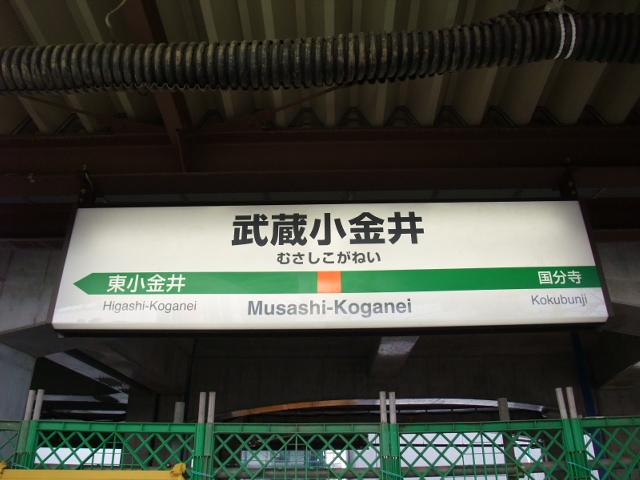 武蔵小金井
むさしこがねい
東小金井 国分寺
Higashi-Koganei Musashi-Koganei Kokubunji